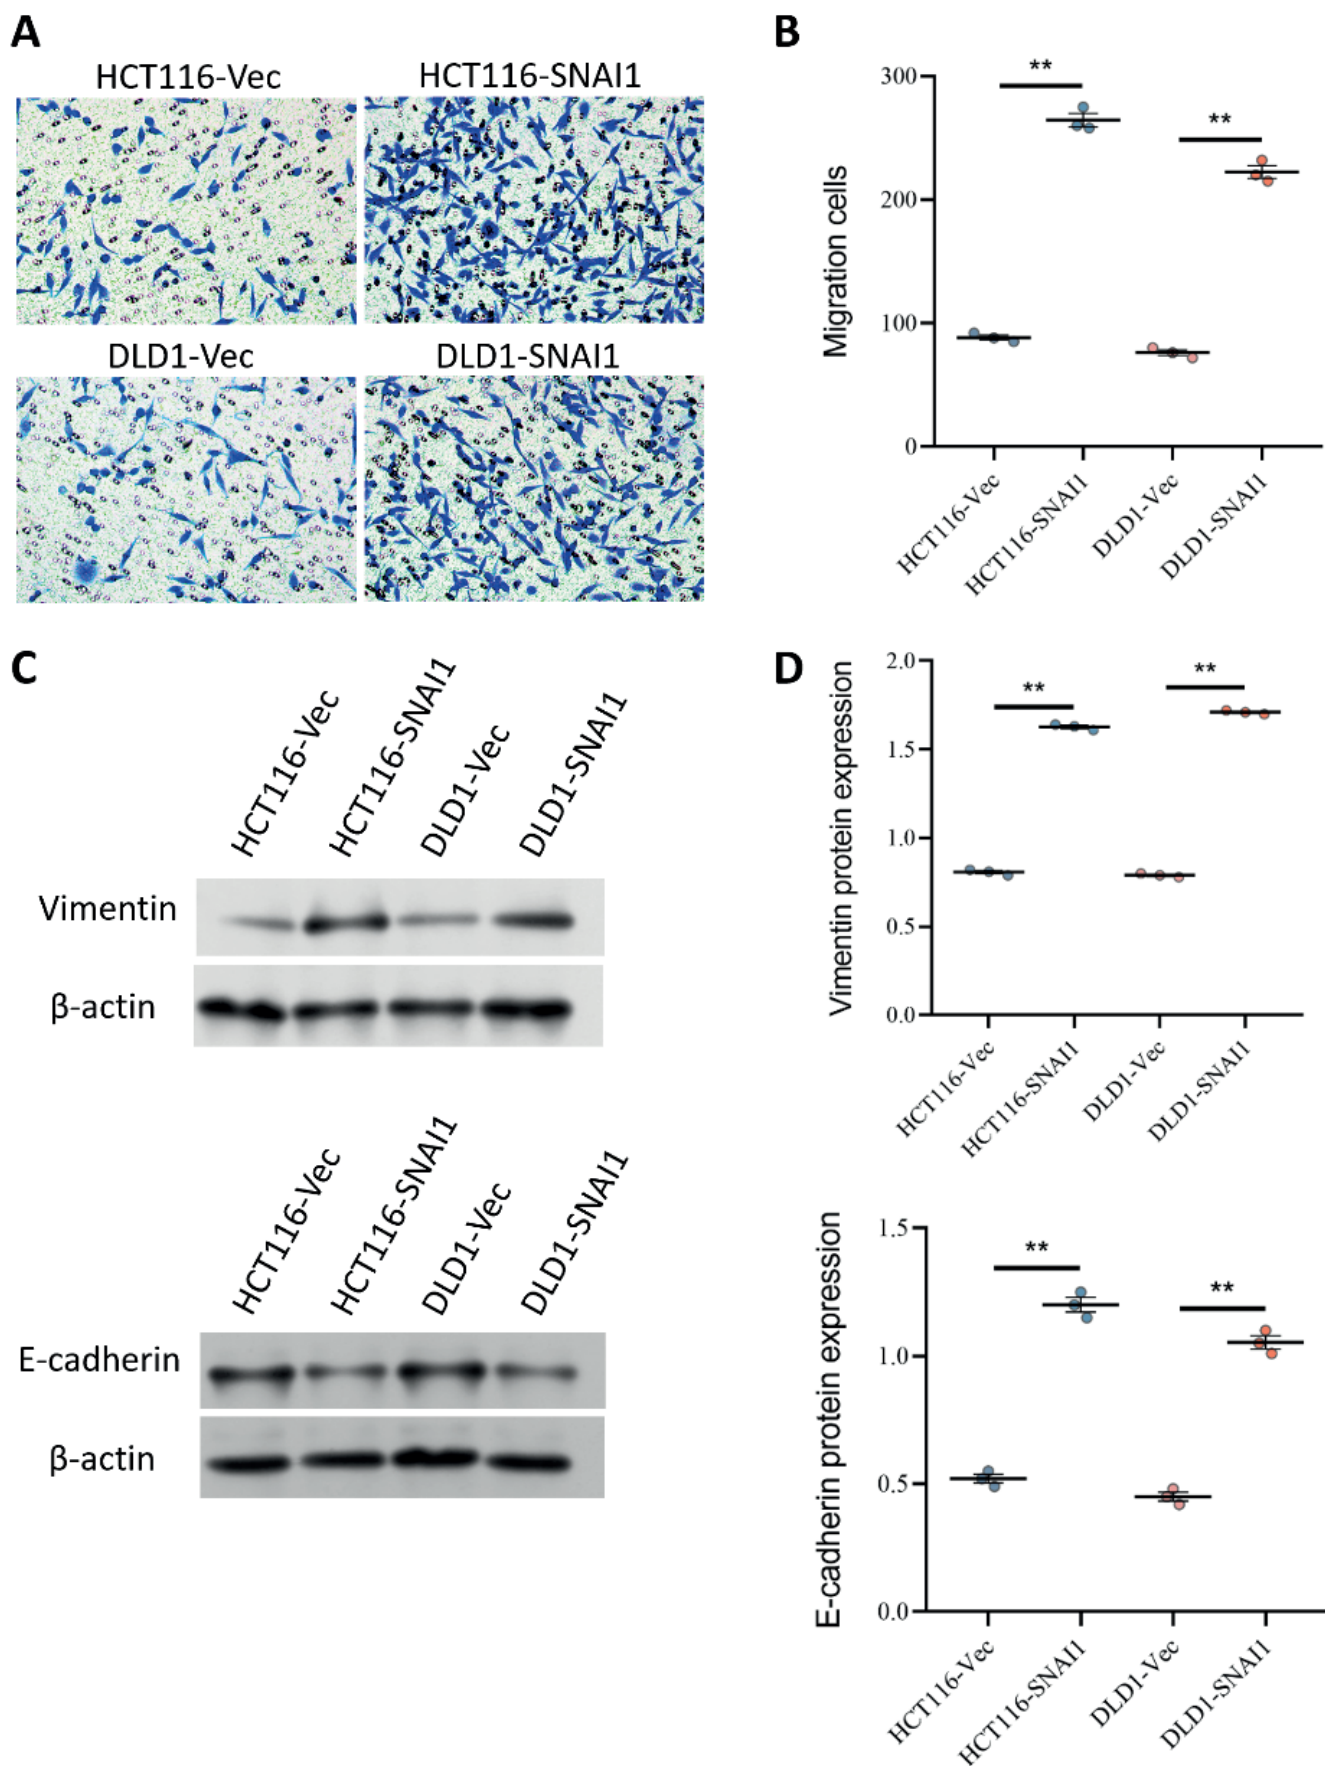 A
HCT116-Vec
HCT116-SNAI1
DLD1-Vec
DLD1-SNAI1
B
300
200
100
0
Migration cells
**
**
HCT116-Vec
HCT116-SNAI1
DLD1-Vec
DLD1-SNAI1
C
HCT116-Vec
HCT116-SNAI1
DLD1-Vec
DLD1-SNAI1
Vimentin
β-actin
HCT116-Vec
HCT116-SNAI1
DLD1-Vec
DLD1-SNAI1
E-cadherin
β-actin
D
2.0
1.5
1.0
0.5
0.0
Vimentin protein expression
**
**
HCT116-Vec
HCT116-SNAI1
DLD1-Vec
DLD1-SNAI1
1.5
1.0
0.5
0.0
E-cadherin protein expression
**
**
HCT116-Vec
HCT116-SNAI1
DLD1-Vec
DLD1-SNAI1